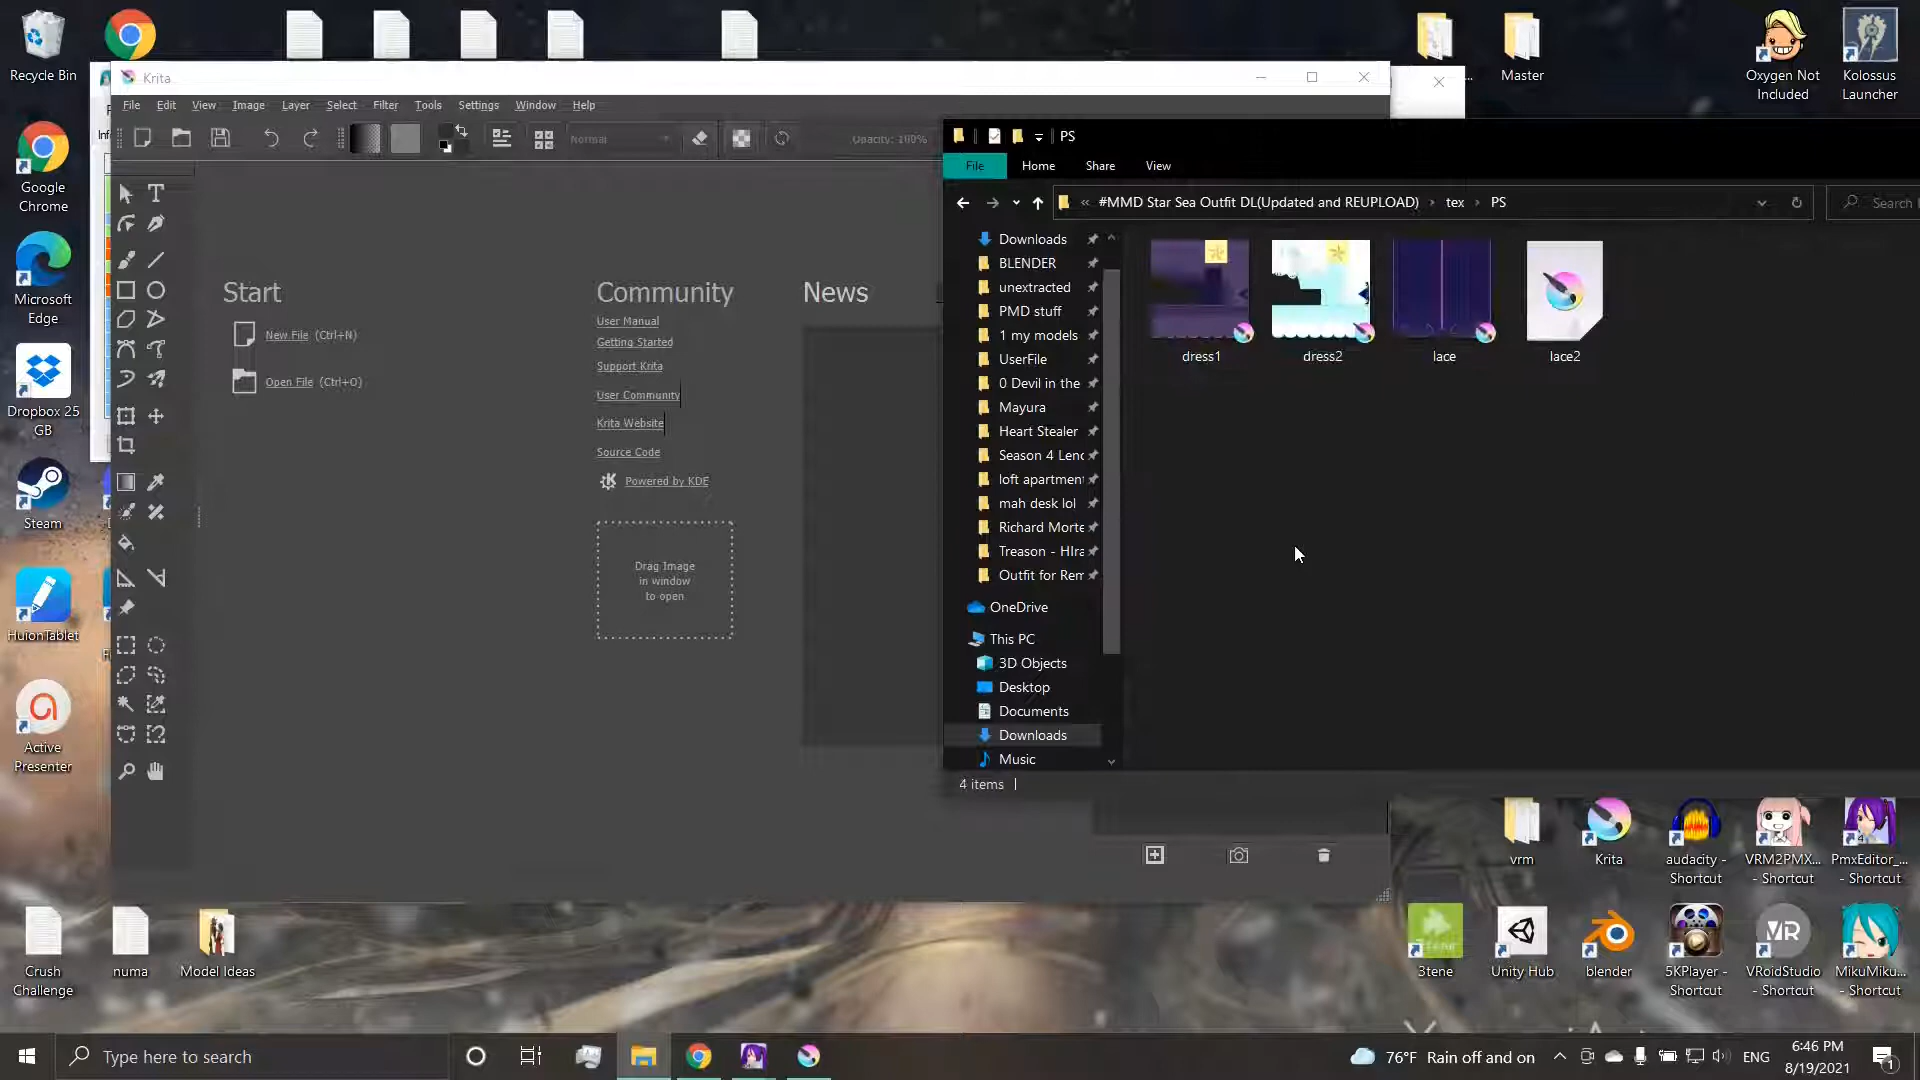 Recycle Bin
Master
Oxygen Not
Included
Kolossus
Launcher
Krita
File
Edit
View
Image
Layer
Select
Filter
Tools
Settings
Window
Help
Normal
Opacity: 100%
PS
File
Home
Share
View
#MMD Star Sea Outfit DL(Updated and REUPLOAD)
tex
PS
Search
Google
Chrome
Microsoft
Edge
Dropbox 25
GB
Steam
HuionTablet
Active
Presenter
Start
New File (Ctrl+N)
Open File (Ctrl+O)
Community
User Manual
Getting Started
Support Krita
User Community
Krita Website
Source Code
Powered by KDE
Drag Image
in window
to open
News
Downloads
BLENDER
unextracted
PMD stuff
1 my models
UserFile
0 Devil in the
Mayura
Heart Stealer
Season 4 Lenc
loft apartment
mah desk lol
Richard Morte
Treason - HIra
Outfit for Rem
OneDrive
This PC
3D Objects
Desktop
Documents
Downloads
Music
dress1
dress2
lace
lace2
4 items
vrm
Krita
audacity -
Shortcut
VRM2PMX...
- Shortcut
PmxEditor_...
- Shortcut
3tene
Unity Hub
blender
5KPlayer -
Shortcut
VRoidStudio
- Shortcut
MikuMiku...
- Shortcut
Crush
Challenge
numa
Model Ideas
Type here to search
76°F Rain off and on
ENG
6:46 PM
8/19/2021
1